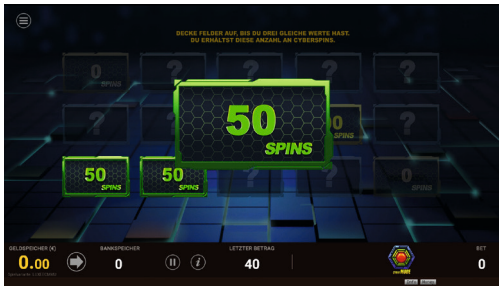 DECKE FELDER AUF, BIS DU DREI GLEICHE WERTE HAST.
DU ERHÄLTST DIESE ANZAHL AN CYBERSPINS.
0 ? ? ? ?
SPINS
? ?
50
SPINS
0 ?
SPINS
50 50 ? ? 0
SPINS SPINS SPINS
GELDSPEICHER (€) BANKSPEICHER LETZTER BETRAG BET
0.00 0 40 0